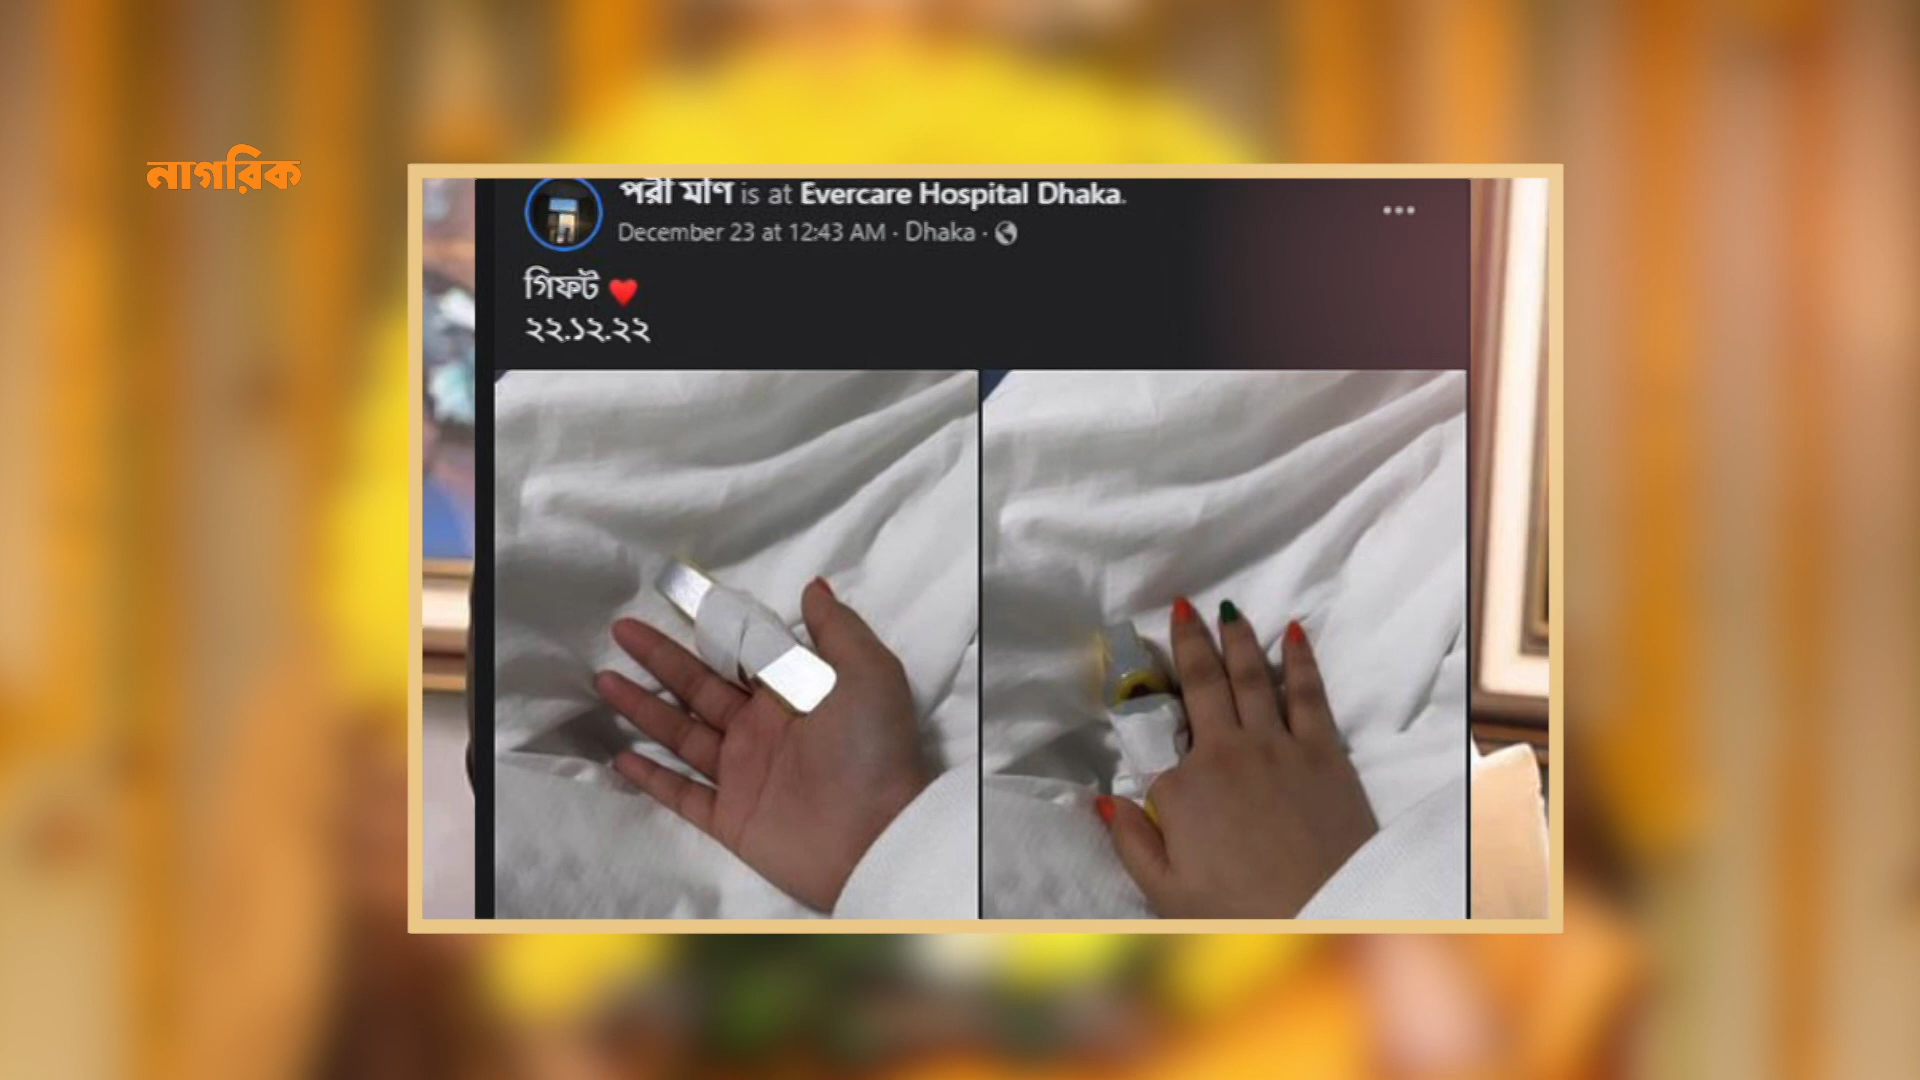 নাগরিক
পরী মণি is at Evercare Hospital Dhaka.
December 23 at 12:43 AM · Dhaka ·
গিফট ❤️
২২.১২.২২